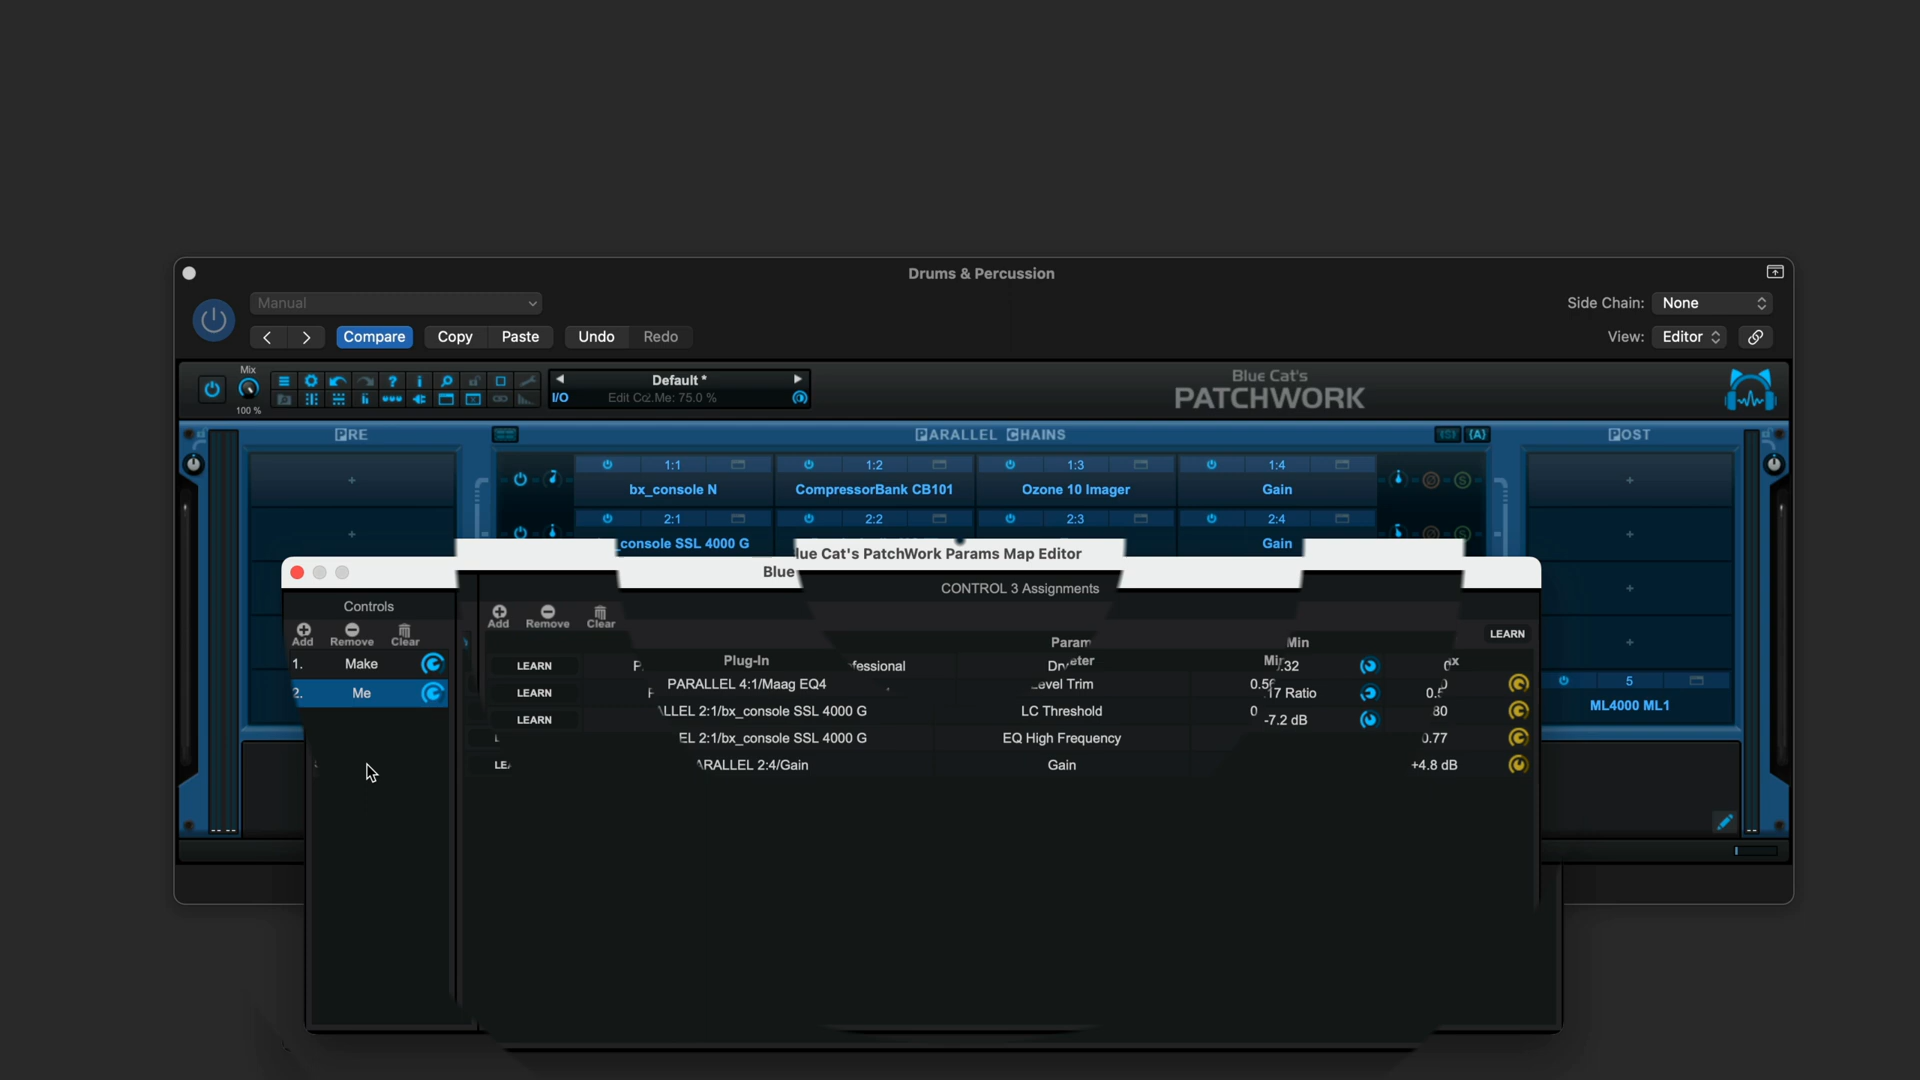 Drums & Percussion
Manual
Side Chain: None
Compare Copy Paste Undo Redo
View: Editor
Mix
100 %
Default *
I/O
Blue Cat's
PATCHWORK
PRE
PARALLEL CHAINS
(S) (A)
POST
1:1 1:2 1:3 1:4
bx_console N CompressorBank CB101 Ozone 10 Imager Gain
2:1 2:2 2:3 2:4
_console SSL 4000 G Gain
lue Cat's PatchWork Params Map Editor
Blue
CONTROL 3 Assignments
Controls
Add Remove Clear
Add Remove Clear
LEARN
Param Min
Plug-In
1. Make
2. Me
LEARN
LEARN
LEARN
PARALLEL 4:1/Maag EQ4
LLEL 2:1/bx_console SSL 4000 G LC Threshold
EL 2:1/bx_console SSL 4000 G EQ High Frequency 0.77
ARALLEL 2:4/Gain Gain +4.8 dB
17 Ratio
-7.2 dB
5
ML4000 ML1